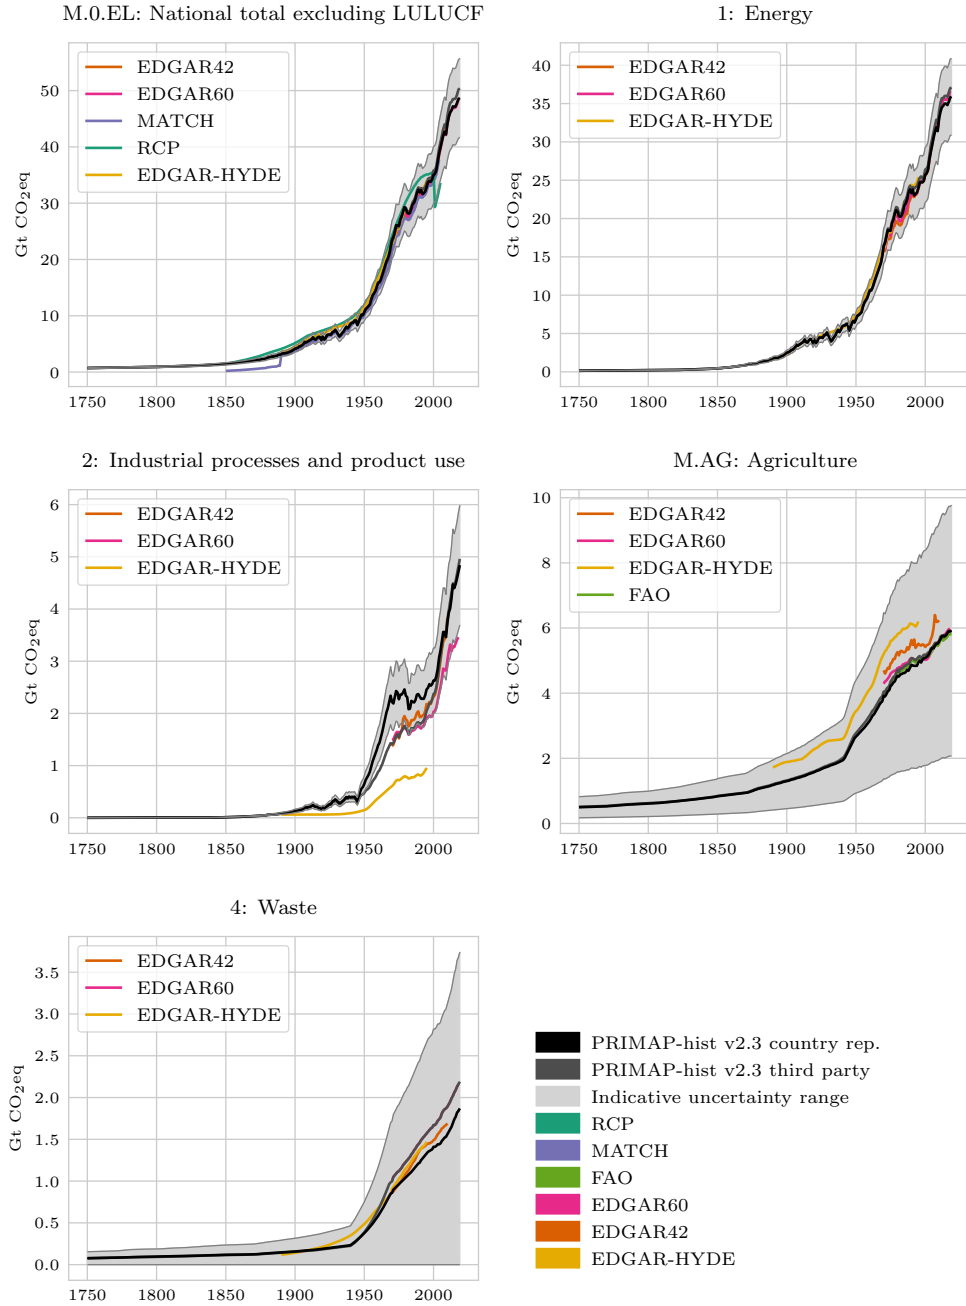 M.0.EL: National total excluding LULUCF
EDGAR42
EDGAR60
MATCH
RCP
EDGAR-HYDE
Gt CO₂eq
50
40
30
20
10
0
1750 1800 1850 1900 1950 2000
1: Energy
EDGAR42
EDGAR60
EDGAR-HYDE
Gt CO₂eq
40
35
30
25
20
15
10
5
0
1750 1800 1850 1900 1950 2000
2: Industrial processes and product use
EDGAR42
EDGAR60
EDGAR-HYDE
Gt CO₂eq
6
5
4
3
2
1
0
1750 1800 1850 1900 1950 2000
M.AG: Agriculture
EDGAR42
EDGAR60
EDGAR-HYDE
FAO
Gt CO₂eq
10
8
6
4
2
0
1750 1800 1850 1900 1950 2000
4: Waste
EDGAR42
EDGAR60
EDGAR-HYDE
Gt CO₂eq
3.5
3.0
2.5
2.0
1.5
1.0
0.5
0.0
1750 1800 1850 1900 1950 2000
PRIMAP-hist v2.3 country rep.
PRIMAP-hist v2.3 third party
Indicative uncertainty range
RCP
MATCH
FAO
EDGAR60
EDGAR42
EDGAR-HYDE